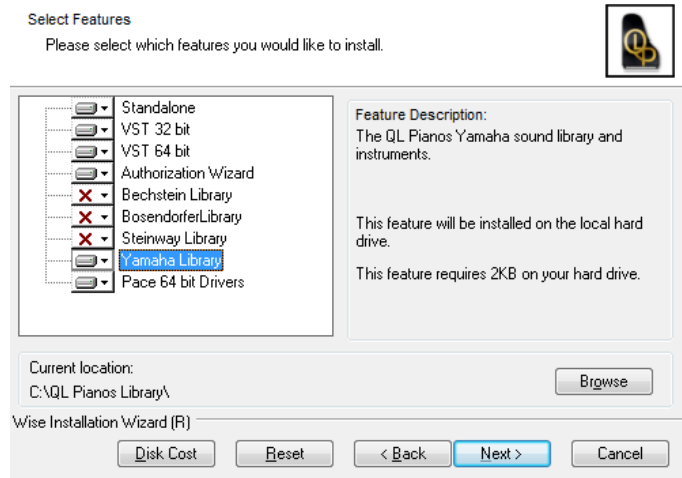 Select Features
Please select which features you would like to install.
QP
Standalone
VST 32 bit
VST 64 bit
Authorization Wizard
Bechstein Library
BosendorferLibrary
Steinway Library
Yamaha Library
Pace 64 bit Drivers
Feature Description:
The QL Pianos Yamaha sound library and
instruments.
This feature will be installed on the local hard
drive.
This feature requires 2KB on your hard drive.
Current location:
C:\QL Pianos Library\
Browse
Wise Installation Wizard (R)
Disk Cost
Reset
< Back
Next >
Cancel